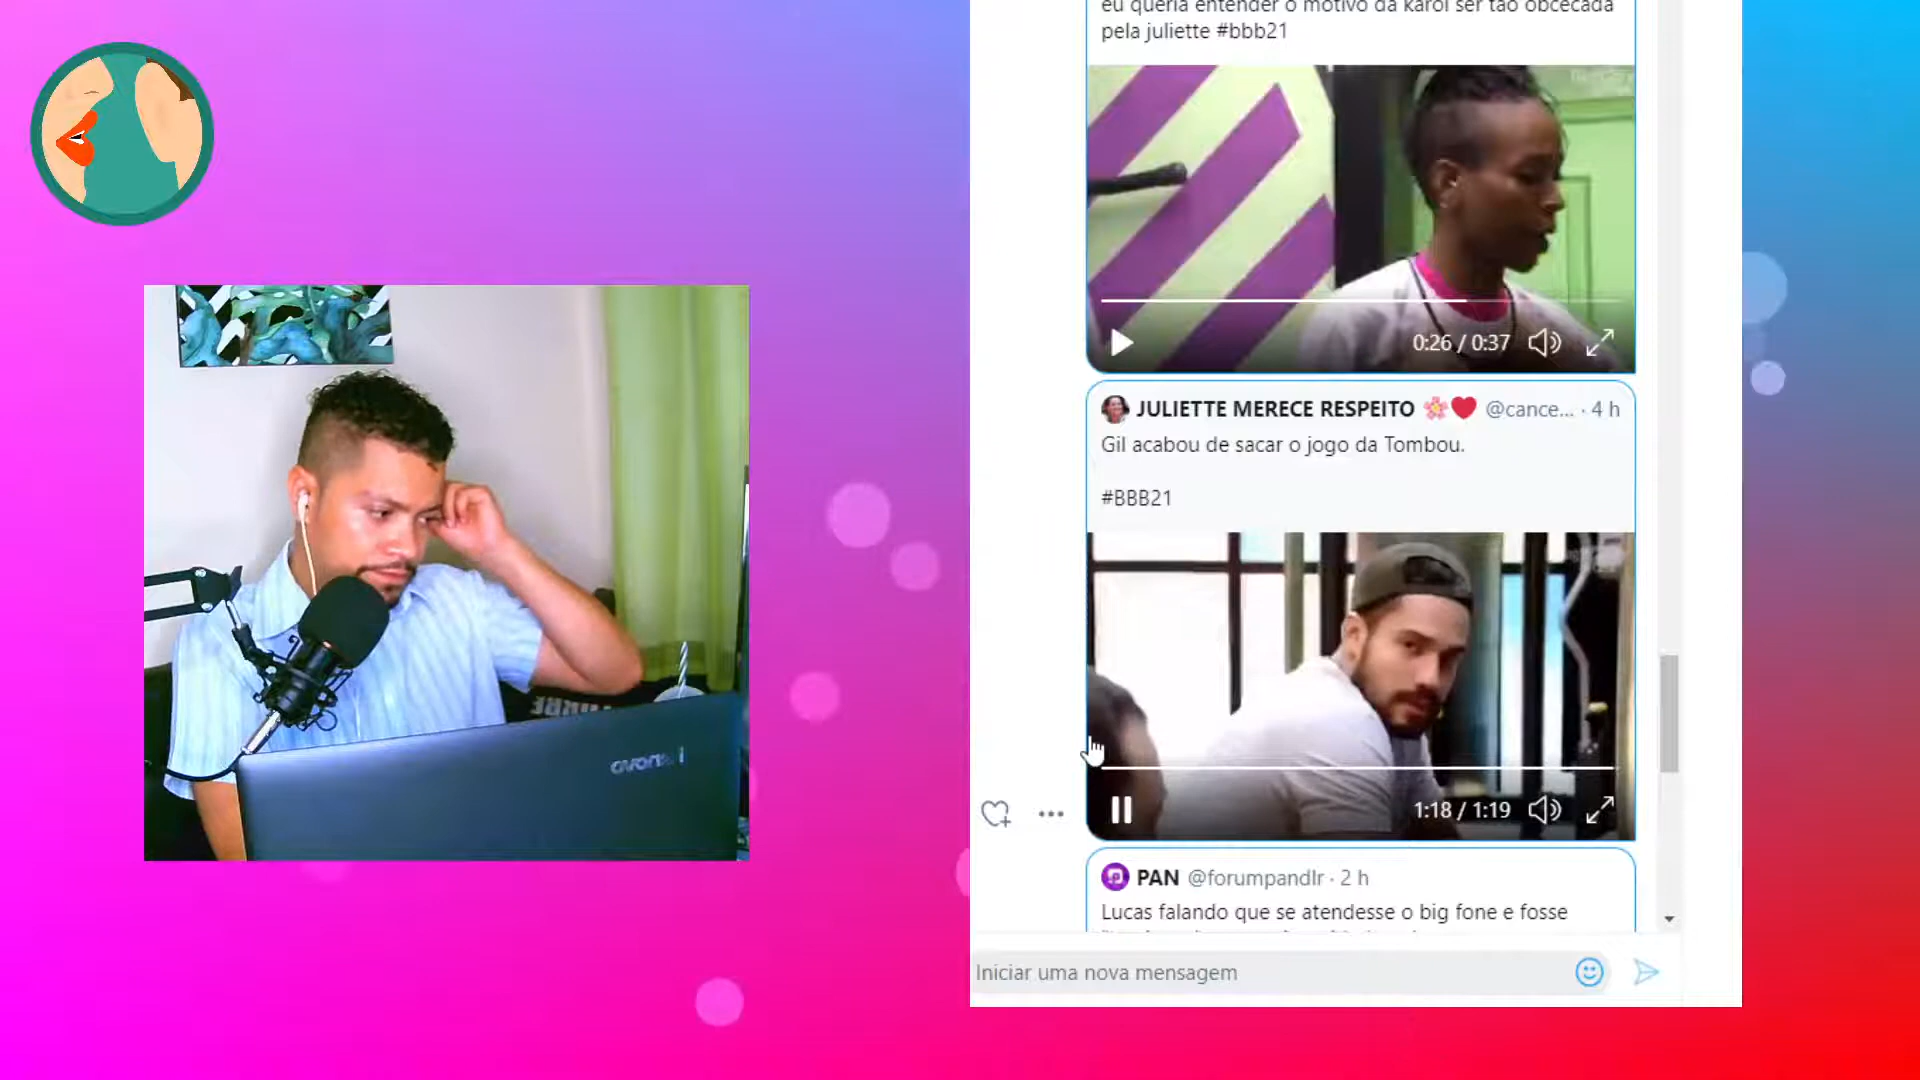 eu queria entender o motivo da karol ser tão obcecada
pela juliette #bbb21
0:26 / 0:37
JULIETTE MERECE RESPEITO @cance... · 4 h
Gil acabou de sacar o jogo da Tombou.
#BBB21
1:18 / 1:19
PAN @forumpandlr · 2 h
Lucas falando que se atendesse o big fone e fosse
Iniciar uma nova mensagem
lenovo